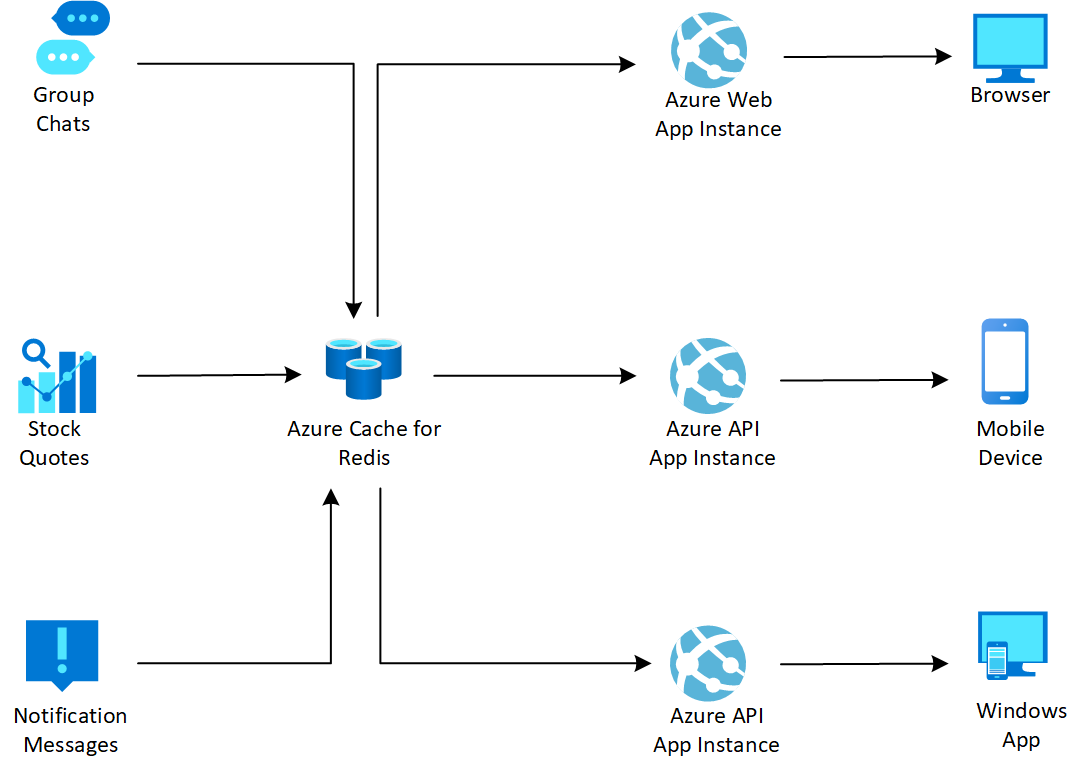 Group
Chats
Azure Web
App Instance
Browser
Stock
Quotes
Azure Cache for
Redis
Azure API
App Instance
Mobile
Device
Notification
Messages
Azure API
App Instance
Windows
App